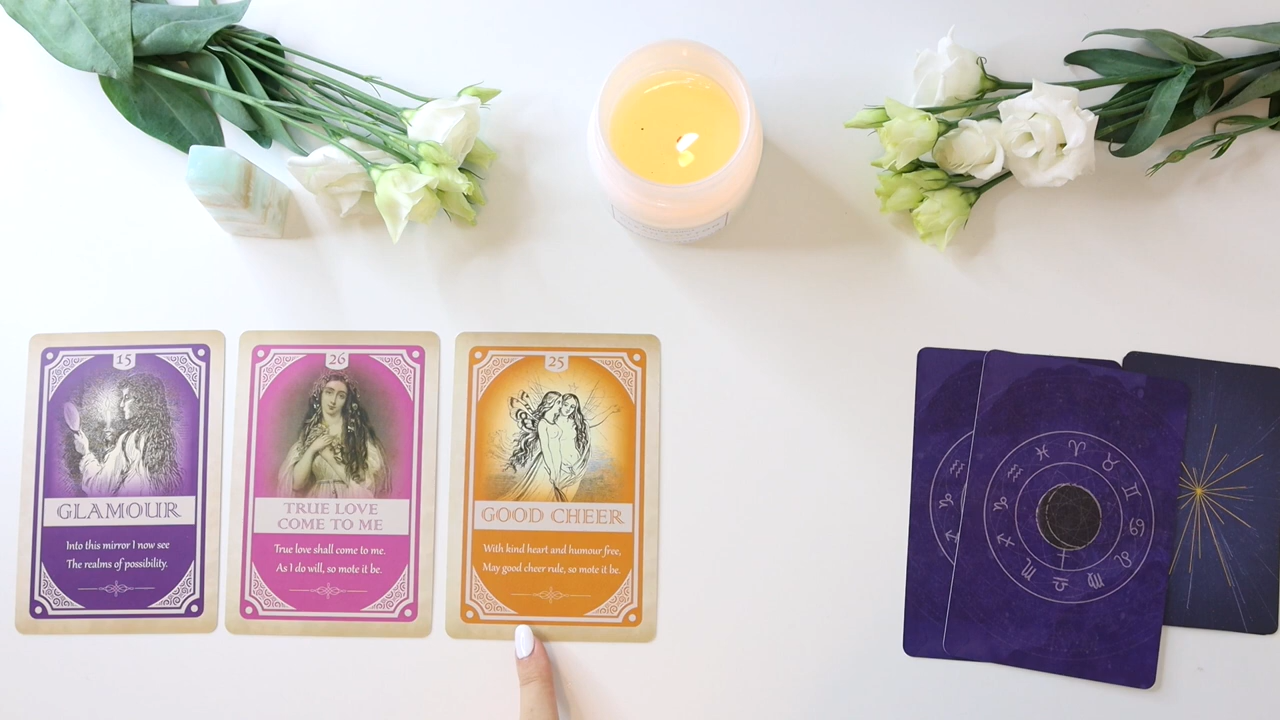 15
GLAMOUR
Into this mirror I now see
The realms of possibility.
26
TRUE LOVE
COME TO ME
True love shall come to me.
As I do will, so mote it be.
25
GOOD CHEER
With kind heart and humour free,
May good cheer rule, so mote it be.